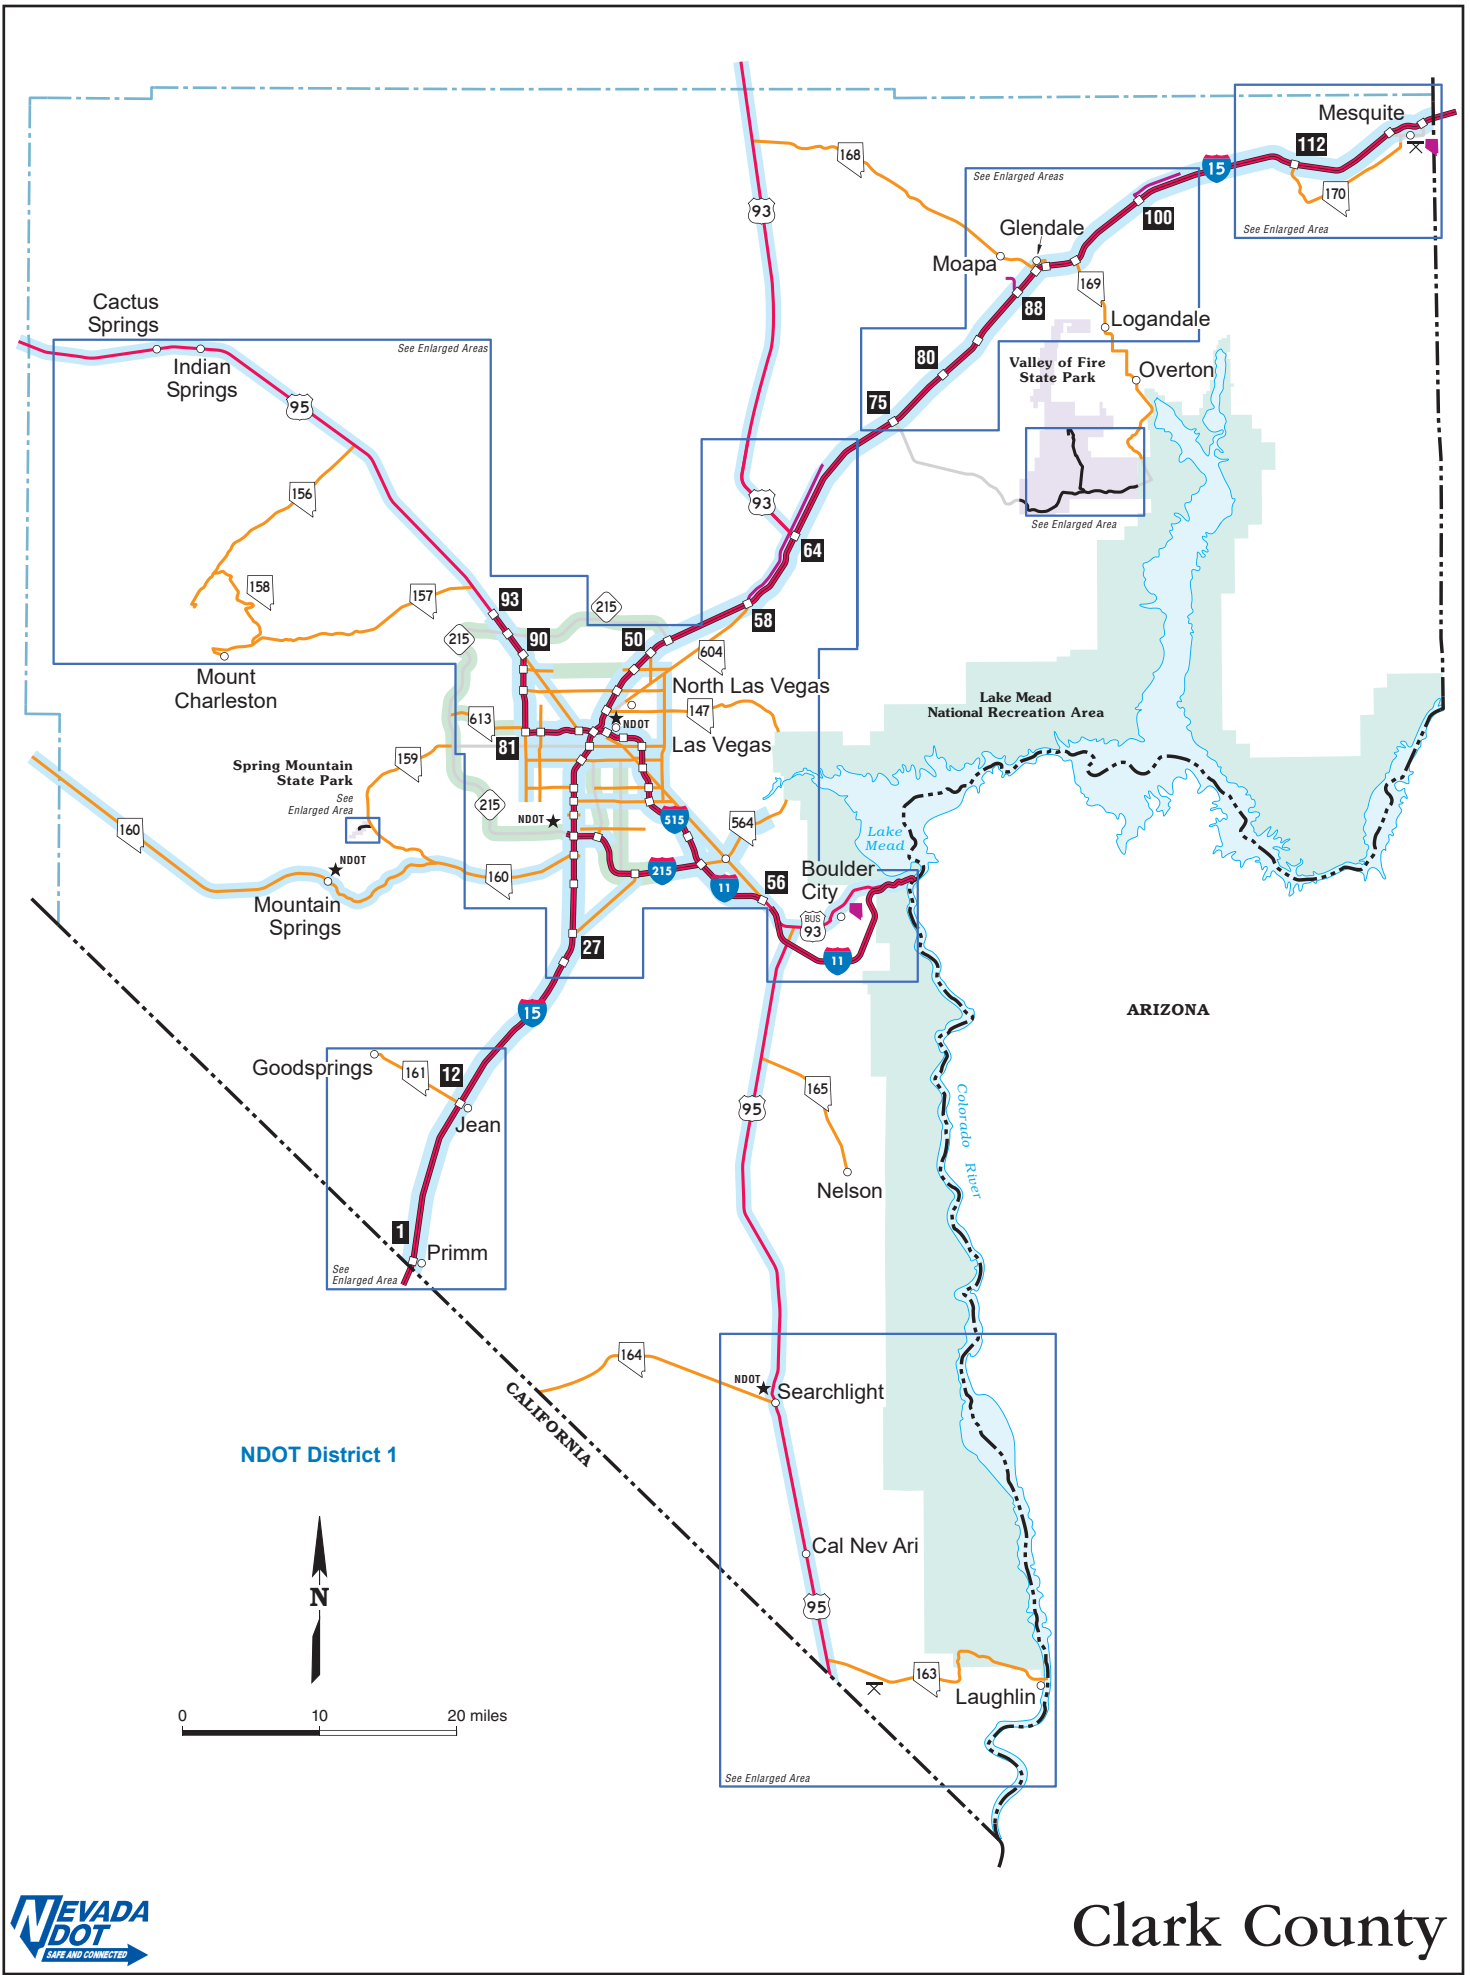 Mesquite
112
168
See Enlarged Areas
15
170
93
100
Glendale
See Enlarged Area
Moapa
169
88
Cactus
Springs
Logandale
See Enlarged Areas
Indian
Springs
80
Valley of Fire
State Park
Overton
75
95
156
93
See Enlarged Area
64
158
157
93
215
58
215
90
50
604
Mount
Charleston
North Las Vegas
Lake Mead
National Recreation Area
613
147
NDOT
81
Las Vegas
159
Spring Mountain
State Park
See
Enlarged Area
215
160
NDOT
515
564
Lake
Mead
NDOT
160
215
11
56
Boulder
City
Mountain
Springs
BUS
93
27
11
15
ARIZONA
Goodsprings
161
12
165
Colorado River
95
Jean
Nelson
1
Primm
See
Enlarged Area
164
NDOT
Searchlight
CALIFORNIA
NDOT District 1
Cal Nev Ari
N
95
163
Laughlin
0 10 20 miles
See Enlarged Area
NEVADA
DOT
SAFE AND CONNECTED
Clark County